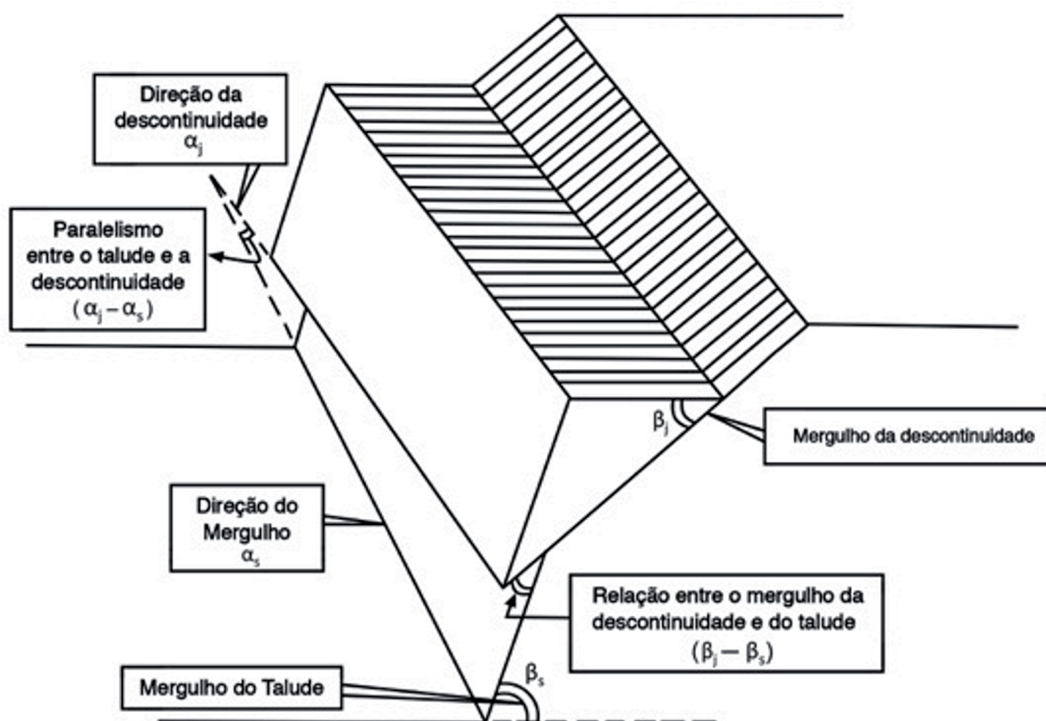 Direção da
descontinuidade
αj
Paralelismo
entre o talude e a
descontinuidade
(αj – αs)
βj
Mergulho da descontinuidade
Direção do
Mergulho
αs
Relação entre o mergulho da
descontinuidade e do talude
(βj – βs)
βs
Mergulho do Talude